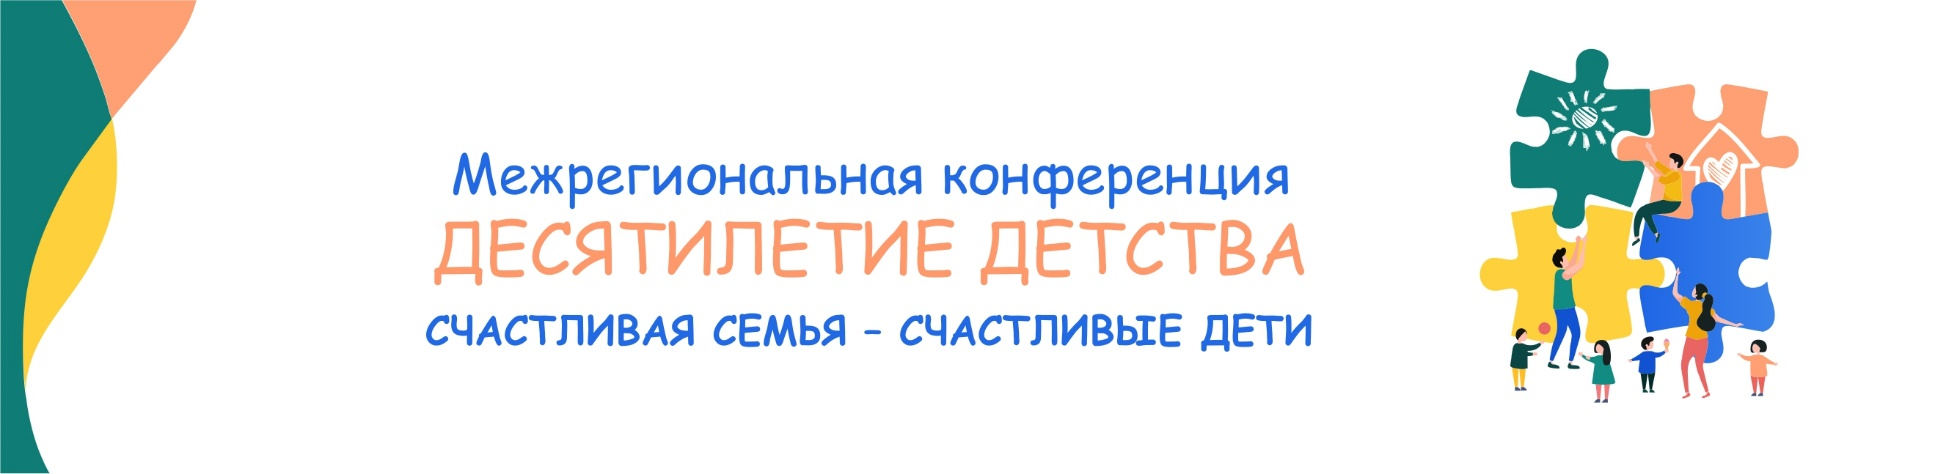 Межрегиональная конференция
ДЕСЯТИЛЕТИЕ ДЕТСТВА
СЧАСТЛИВАЯ СЕМЬЯ – СЧАСТЛИВЫЕ ДЕТИ